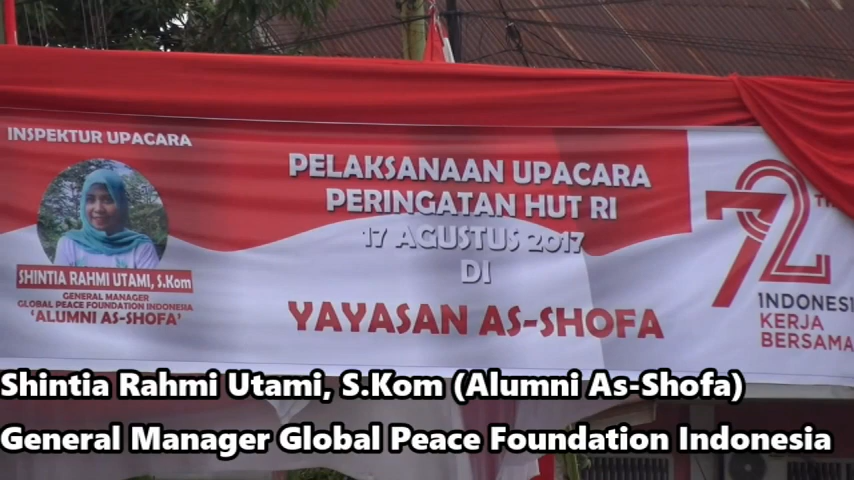 INSPEKTUR UPACARA
SHINTIA RAHMI UTAMI, S.Kom
GENERAL MANAGER
GLOBAL PEACE FOUNDATION INDONESIA
'ALUMNI AS-SHOFA'
PELAKSANAAN UPACARA
PERINGATAN HUT RI
17 AGUSTUS 2017
DI
YAYASAN AS-SHOFA
72
TH
INDONESI
KERJA
BERSAMA
Shintia Rahmi Utami, S.Kom (Alumni As-Shofa)
General Manager Global Peace Foundation Indonesia